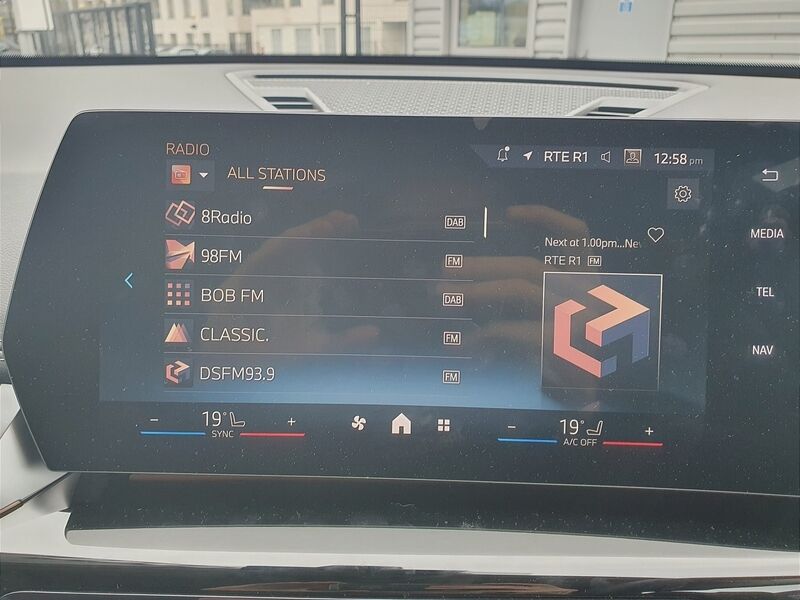 RADIO
RTE R1 12:58 pm
ALL STATIONS
8Radio DAB
98FM FM
BOB FM DAB
CLASSIC. FM
DSFM93.9 FM
Next at 1.00pm...Ne
RTE R1 FM
MEDIA
TEL
NAV
− 19° +
SYNC
− 19° +
A/C OFF